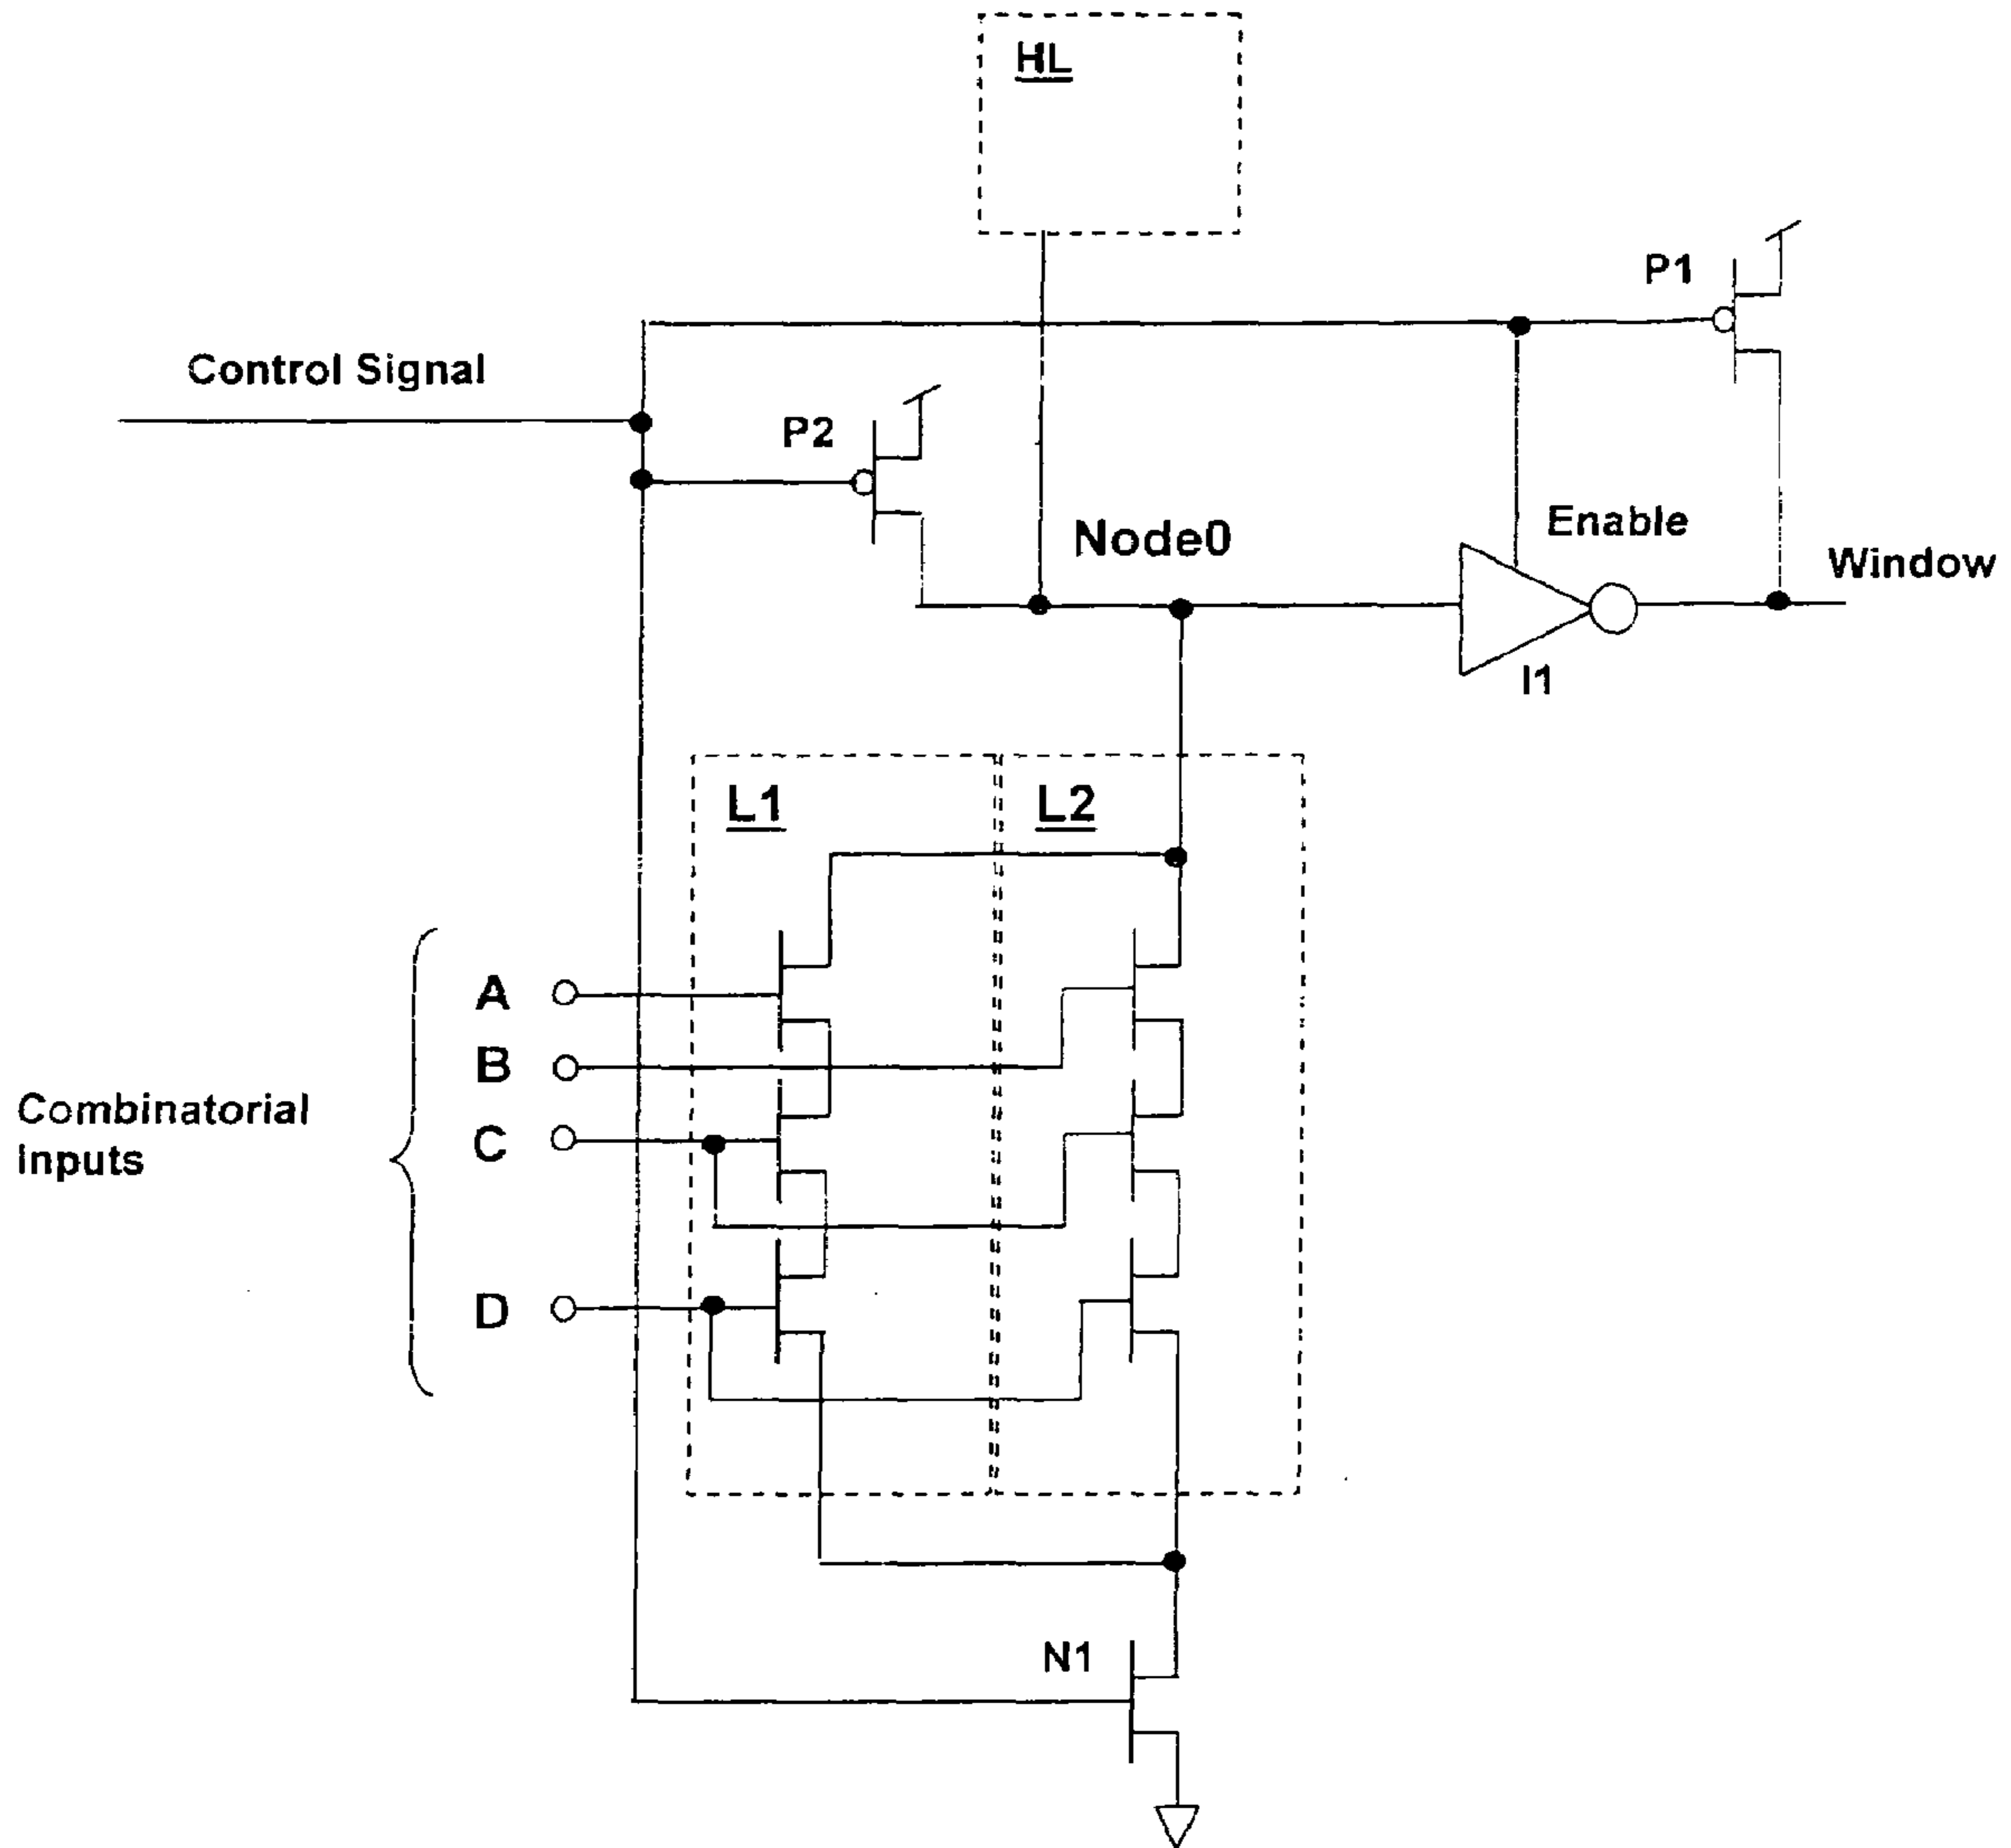 HL
P1
Control Signal
P2
Node0
Enable
Window
I1
L1
L2
A
B
C
D
Combinatorial
inputs
N1